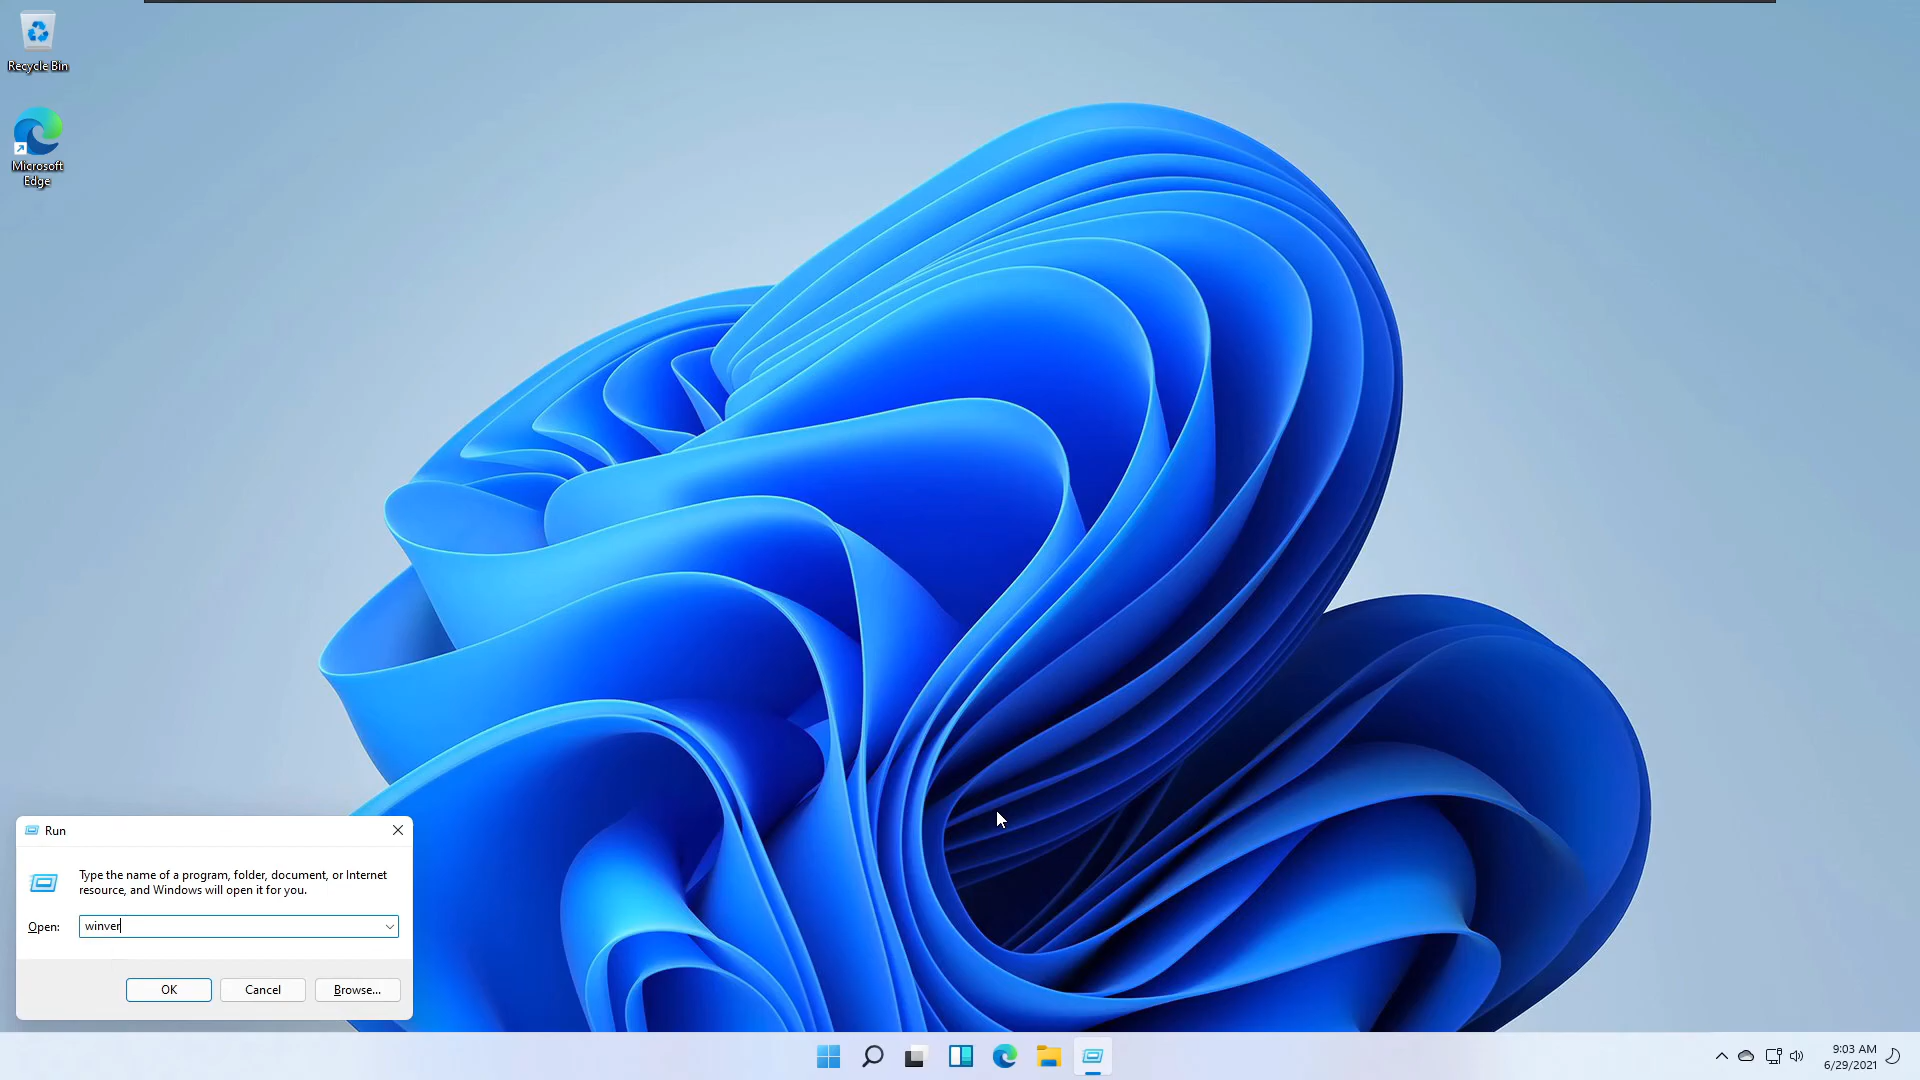 Recycle Bin
Microsoft
Edge
Run
Type the name of a program, folder, document, or Internet
resource, and Windows will open it for you.
Open:
winver
OK
Cancel
Browse...
9:03 AM
6/29/2021